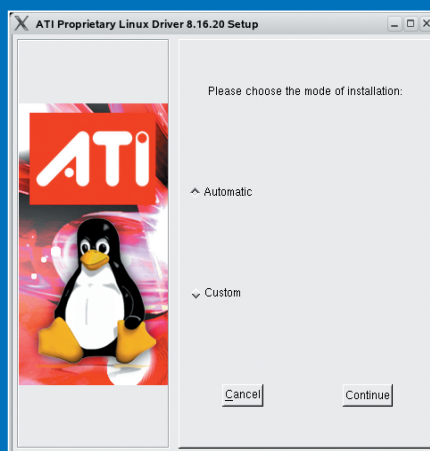 ATI Proprietary Linux Driver 8.16.20 Setup
Please choose the mode of installation:
ATI
Automatic
Custom
Cancel
Continue